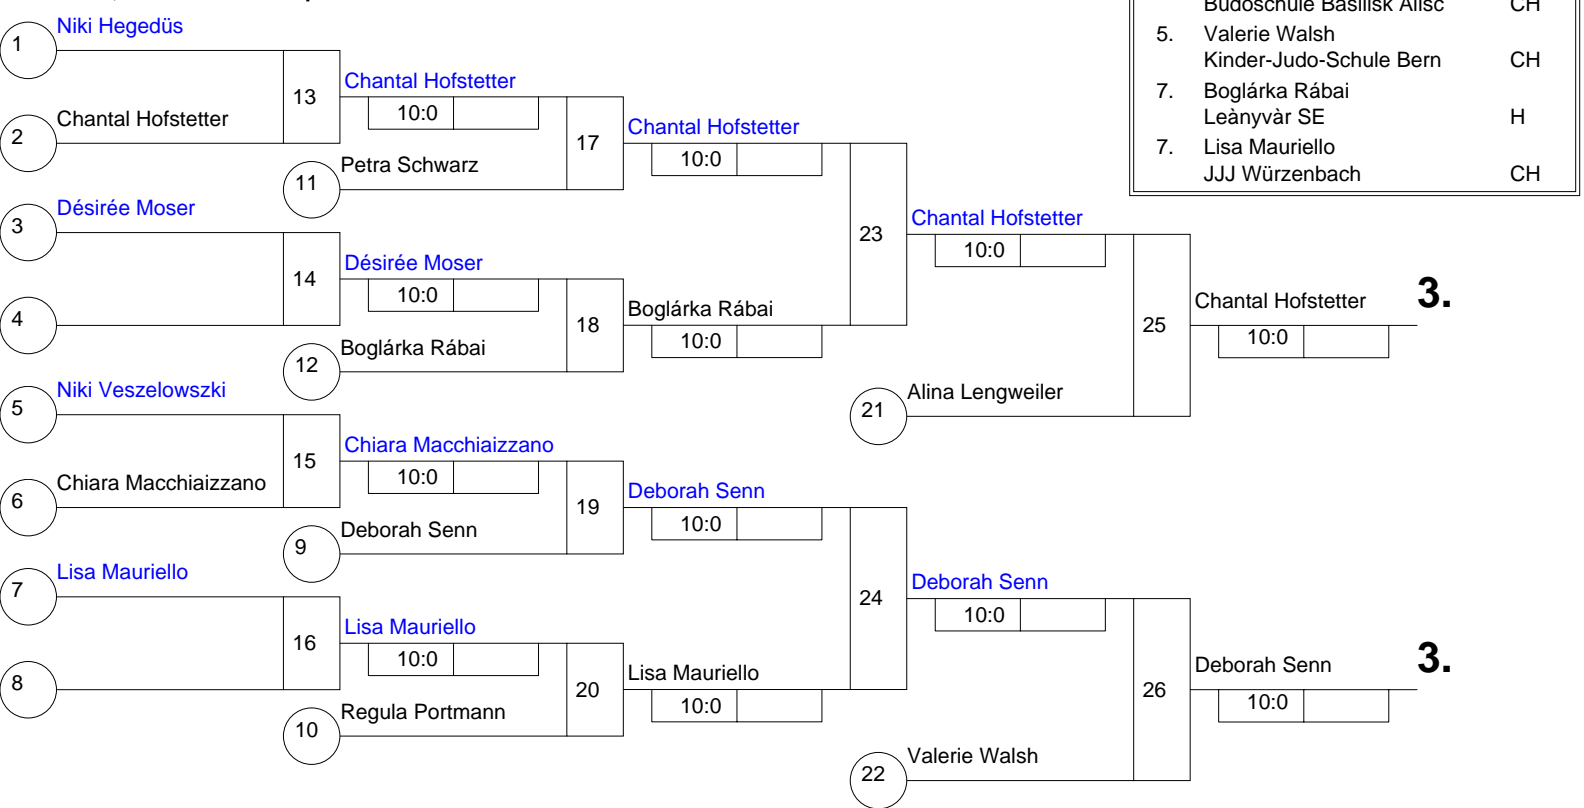 Budoschule Basilisk Allsc CH
5. Valerie Walsh
Kinder-Judo-Schule Bern CH
7. Boglárka Rábai
Leànyvàr SE H
7. Lisa Mauriello
JJJ Würzenbach CH
Niki Hegedüs
1
Chantal Hofstetter
2
13
Chantal Hofstetter
10:0
Petra Schwarz
11
17
Chantal Hofstetter
10:0
Désirée Moser
3
4
14
Désirée Moser
10:0
Boglárka Rábai
12
18
Boglárka Rábai
10:0
23
Chantal Hofstetter
10:0
Alina Lengweiler
21
25
Chantal Hofstetter 3.
10:0
Niki Veszelowszki
5
Chiara Macchiaizzano
6
15
Chiara Macchiaizzano
10:0
Deborah Senn
9
19
Deborah Senn
10:0
Lisa Mauriello
7
8
16
Lisa Mauriello
10:0
Regula Portmann
10
20
Lisa Mauriello
10:0
24
Deborah Senn
10:0
Valerie Walsh
22
26
Deborah Senn 3.
10:0